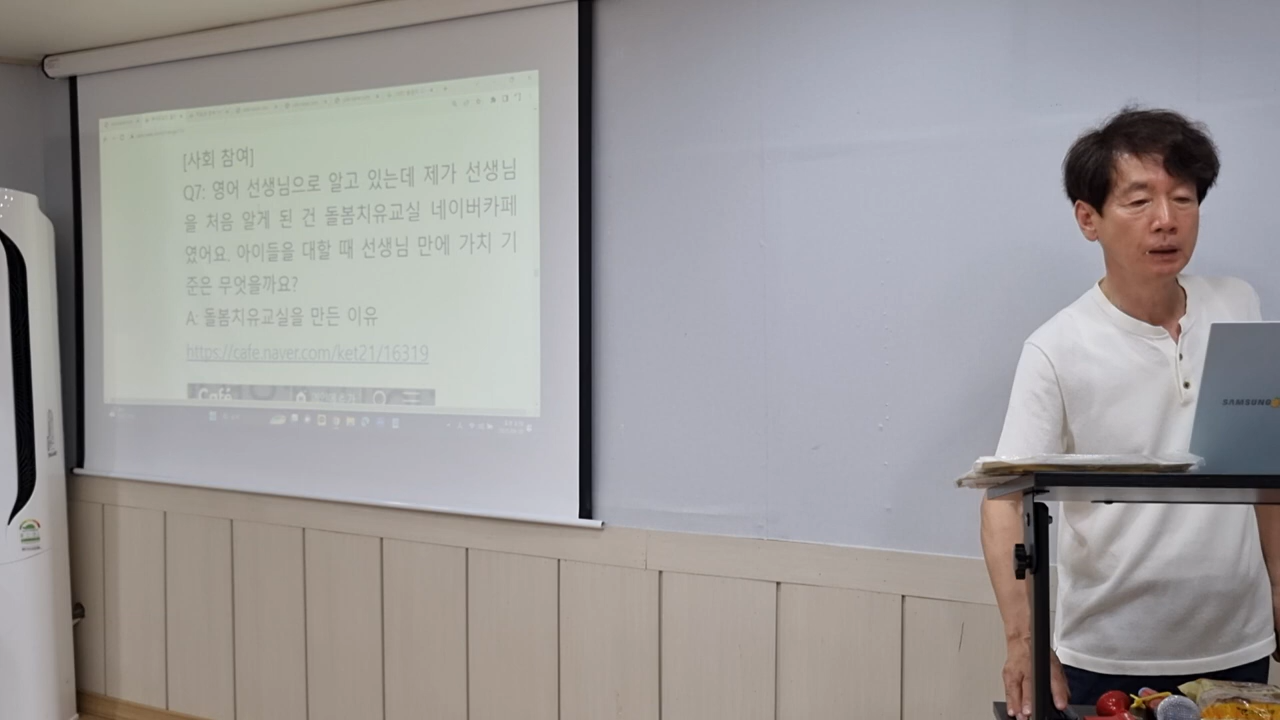 [사회 참여]
Q7: 영어 선생님으로 알고 있는데 제가 선생님
을 처음 알게 된 건 돌봄치유교실 네이버카페
였어요. 아이들을 대할 때 선생님 만에 가치 기
준은 무엇을까요?
A: 돌봄치유교실을 만든 이유
https://cafe.naver.com/ket21/16319
Café
SAMSUNG